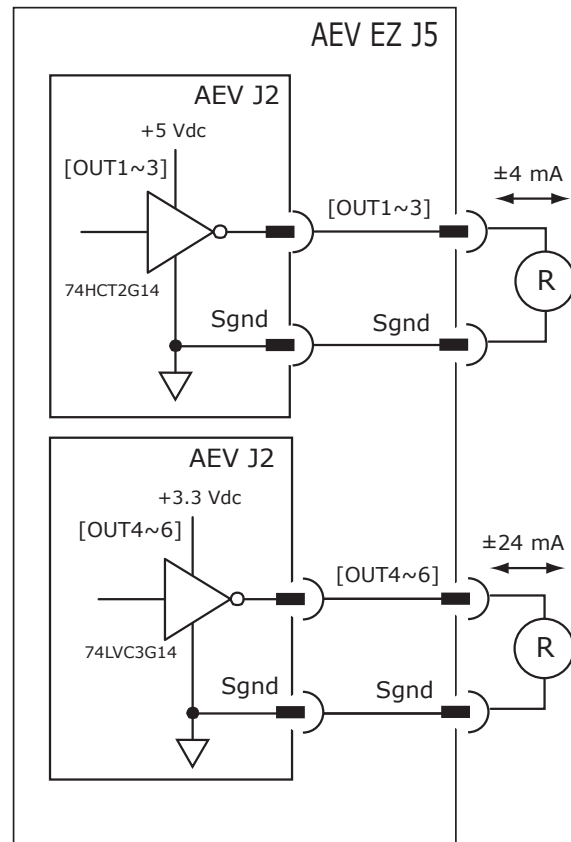 AEV EZ J5
AEV J2
+5 Vdc
[OUT1~3]
[OUT1~3]
±4 mA
R
74HCT2G14
Sgnd
Sgnd
AEV J2
+3.3 Vdc
[OUT4~6]
[OUT4~6]
±24 mA
R
74LVC3G14
Sgnd
Sgnd